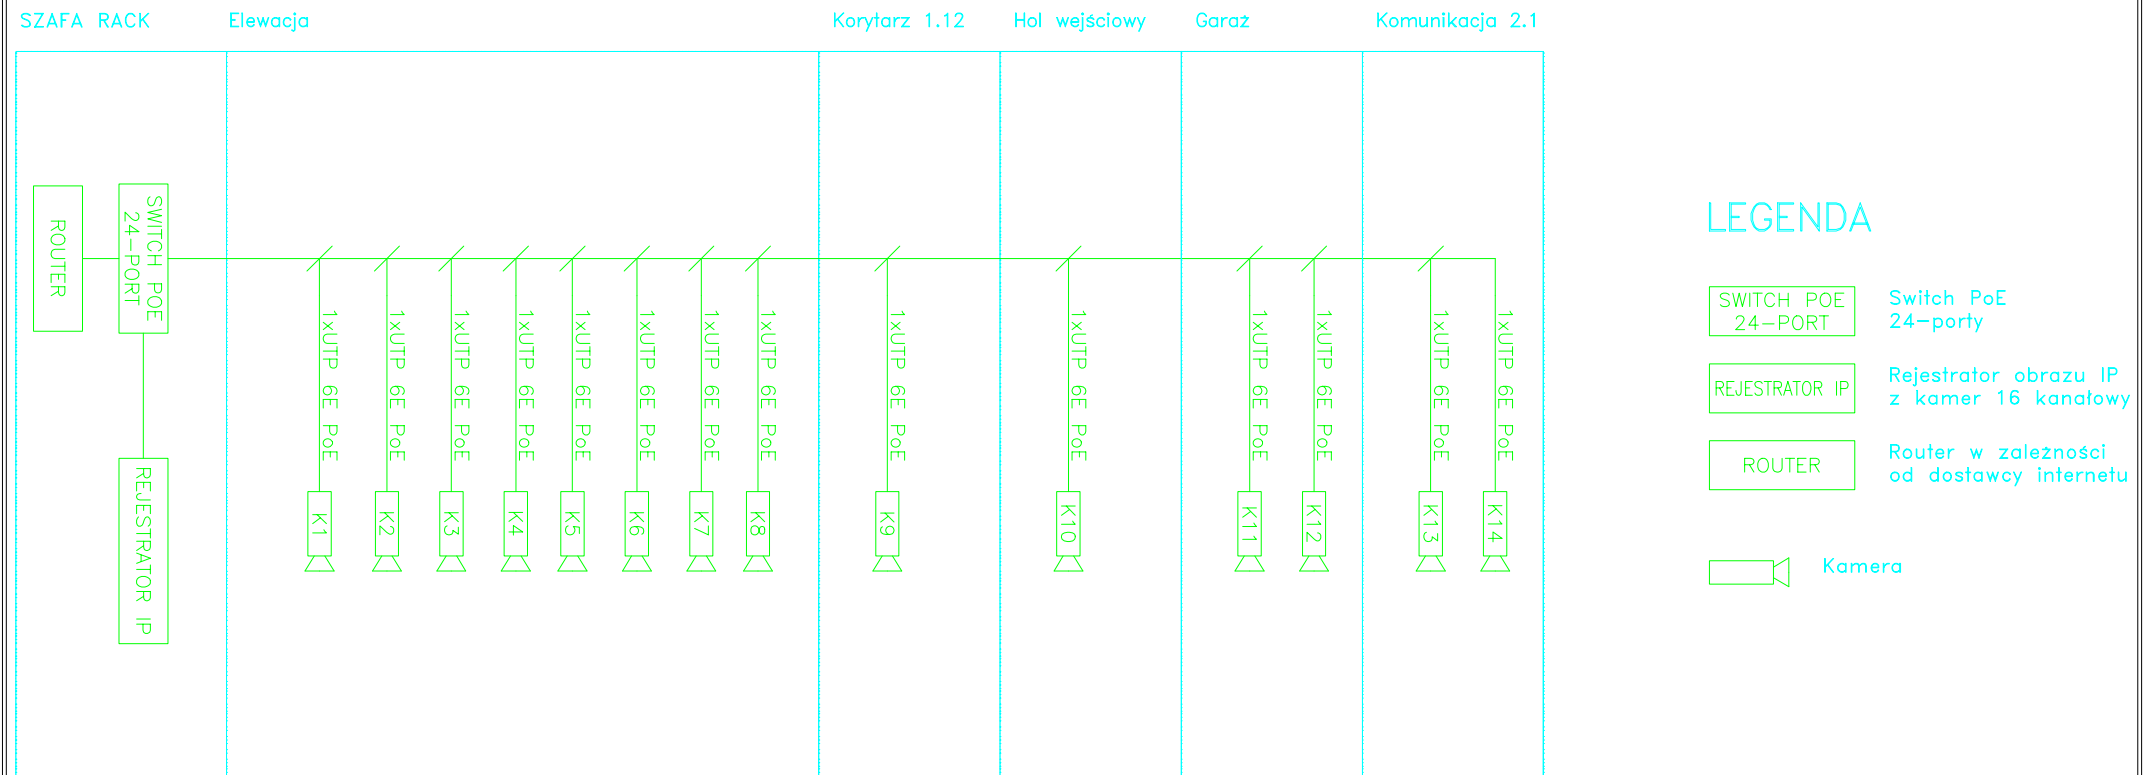 SZAFA RACK
Elewacja
Korytarz 1.12
Hol wejściowy
Garaż
Komunikacja 2.1
ROUTER
SWITCH POE
24-PORT
REJESTRATOR IP
1xUTP 6E PoE
1xUTP 6E PoE
1xUTP 6E PoE
1xUTP 6E PoE
1xUTP 6E PoE
1xUTP 6E PoE
1xUTP 6E PoE
1xUTP 6E PoE
1xUTP 6E PoE
1xUTP 6E PoE
1xUTP 6E PoE
1xUTP 6E PoE
1xUTP 6E PoE
1xUTP 6E PoE
K1
K2
K3
K4
K5
K6
K7
K8
K9
K10
K11
K12
K13
K14
LEGENDA
SWITCH POE
24-PORT
Switch PoE
24-porty
REJESTRATOR IP
Rejestrator obrazu IP
z kamer 16 kanałowy
ROUTER
Router w zależności
od dostawcy internetu
Kamera